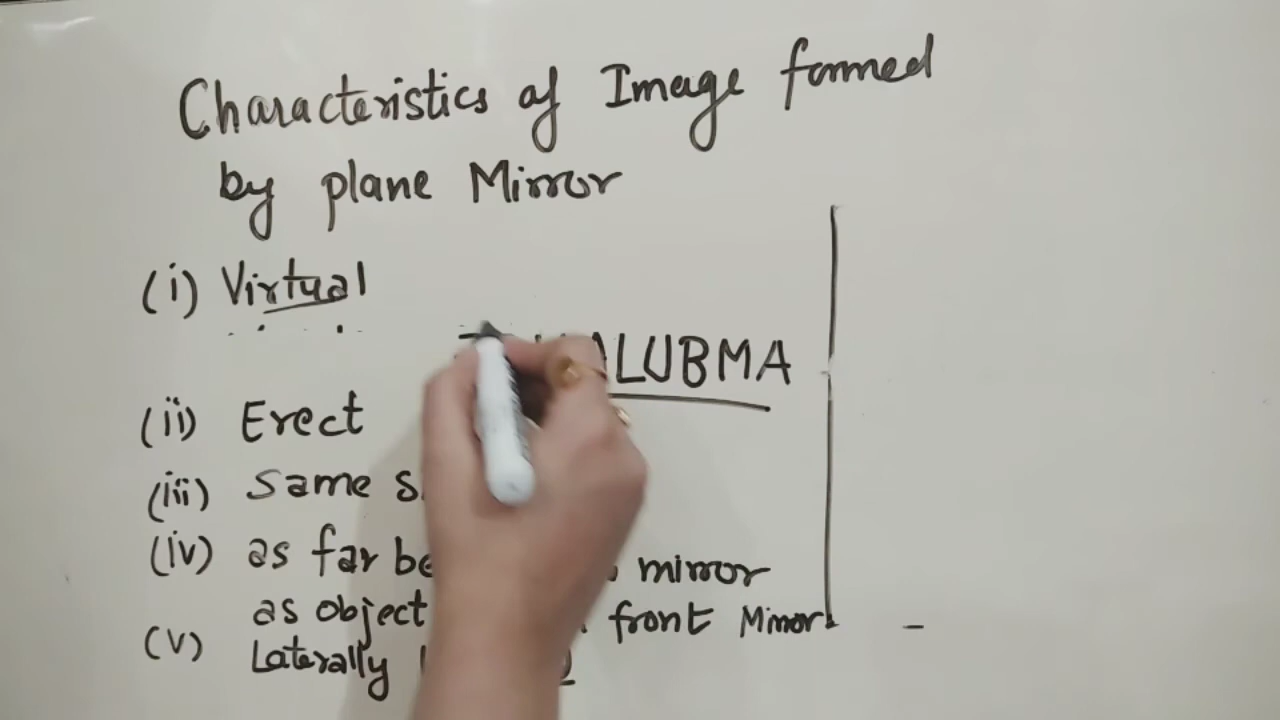 Characteristics of Image formed
by plane Mirror
(i) Virtual
ALUBMA
(ii) Erect
(iii) Same
(iv) as far mirror
as object front Mirror
(v) Laterally